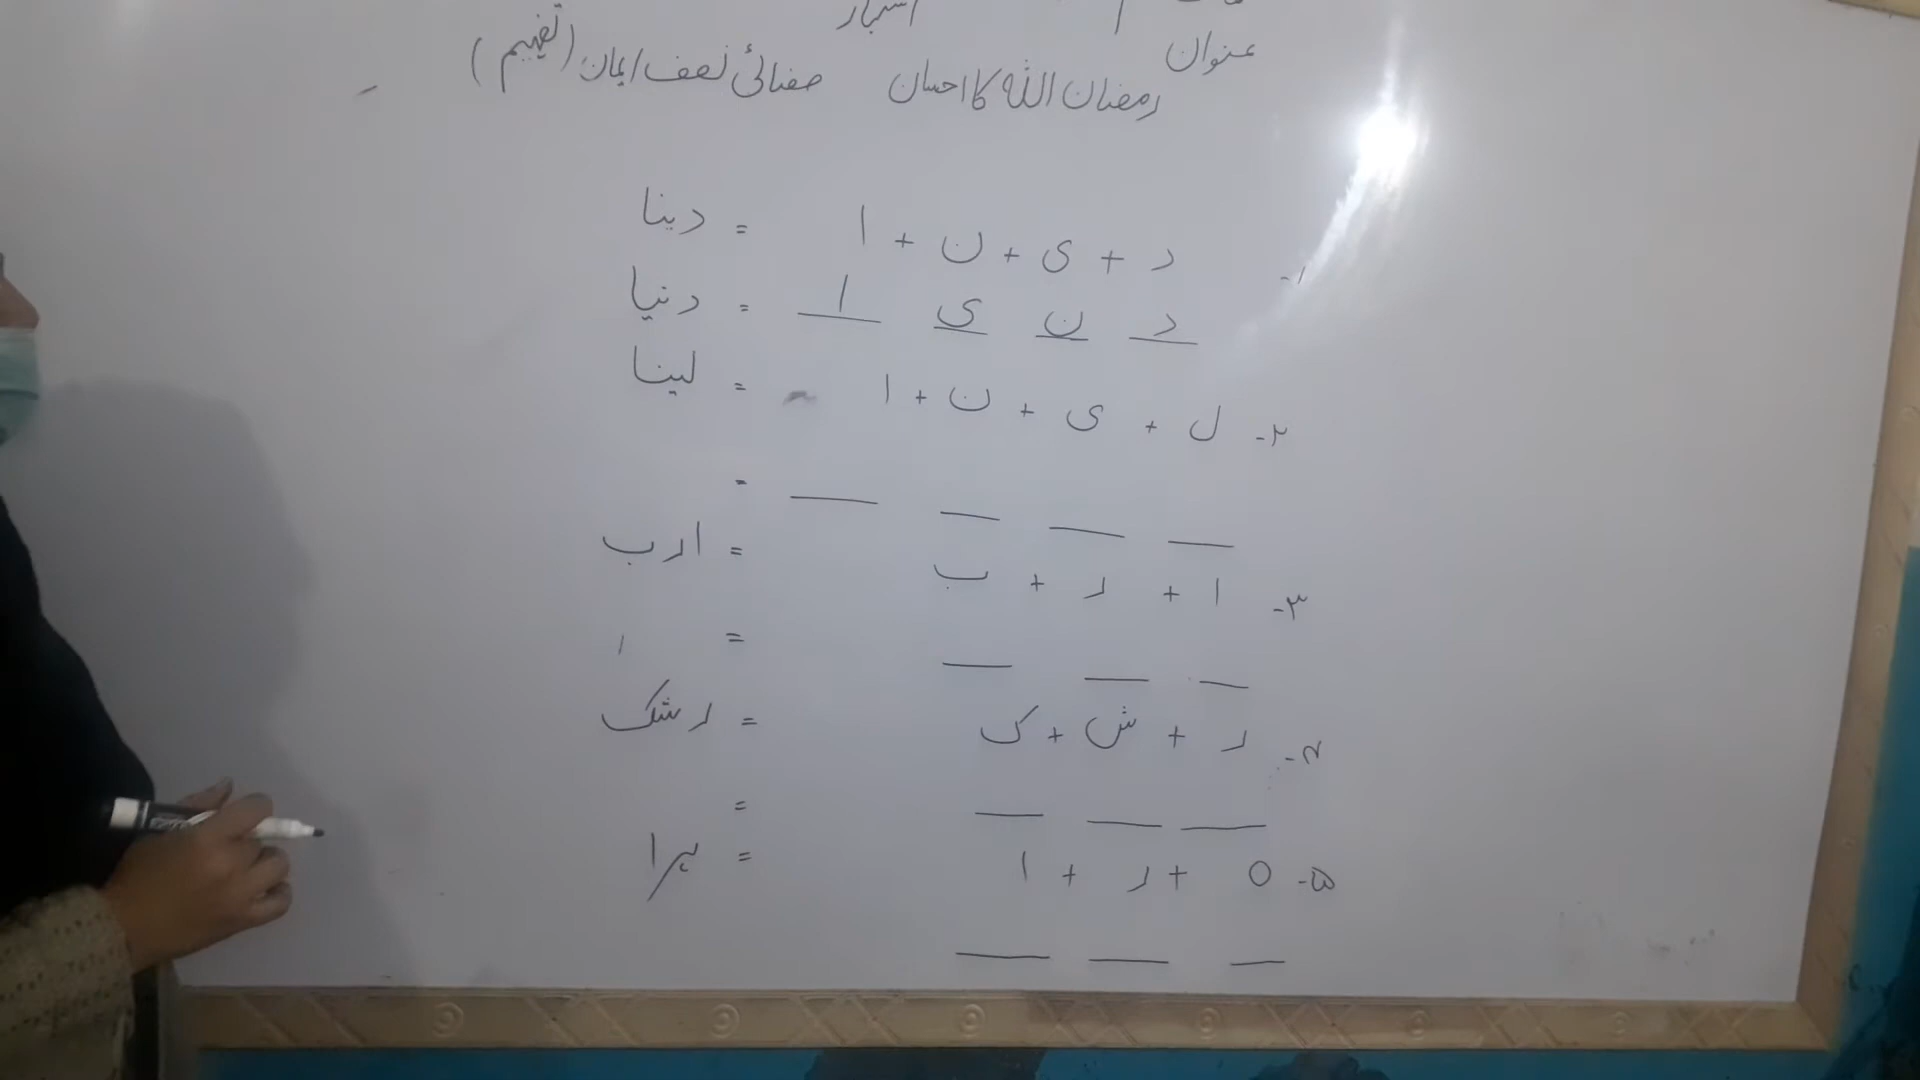 عنوان
رمضان اللہ کا احسان صفائی نصف ایمان (تفہیم)
۱- د + ی + ن + ا = دینا
د ن ی ا = دنیا
۲- ل + ی + ن + ا = لینا
=
۳- ا + ر + ب = ارب
= ا
۴- ر + ش + ک = رشک
=
۵- ہ + ر + ا = ہرا